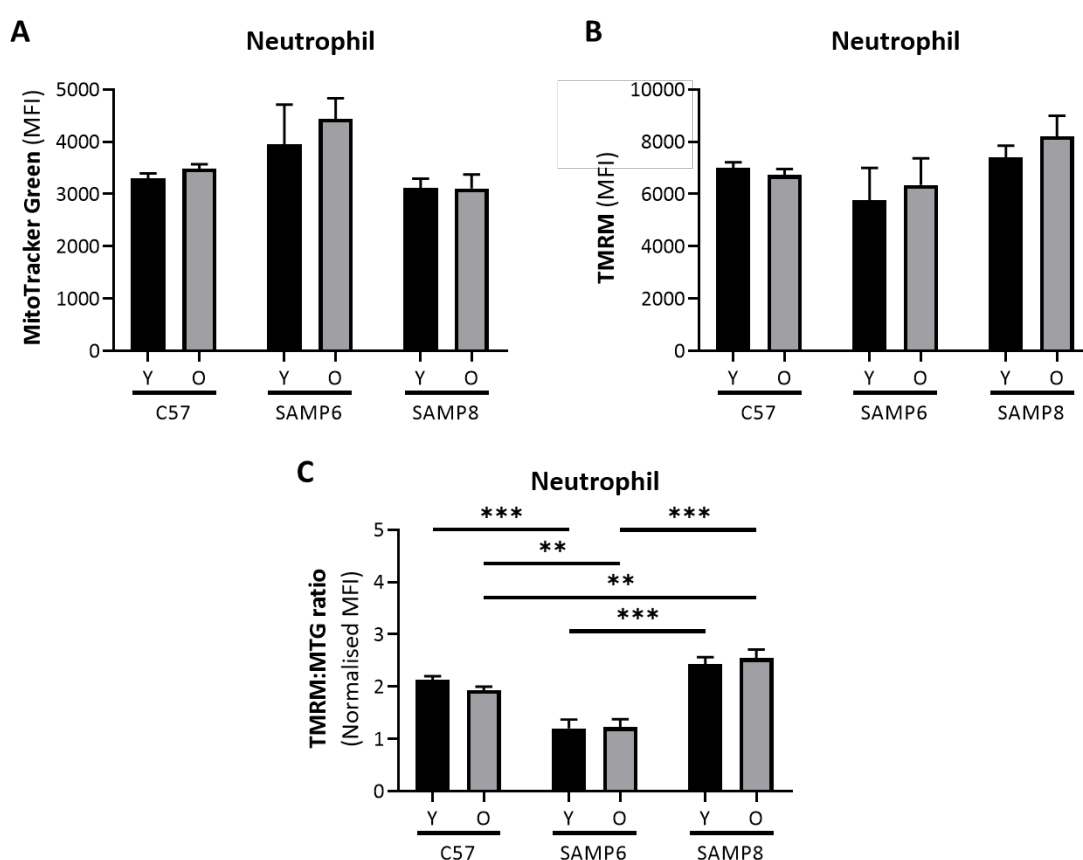 A
Neutrophil
MitoTracker Green (MFI)
5000
4000
3000
2000
1000
0
Y O Y O Y O
C57 SAMP6 SAMP8
B
Neutrophil
TMRM (MFI)
10000
8000
6000
4000
2000
0
Y O Y O Y O
C57 SAMP6 SAMP8
C
Neutrophil
TMRM:MTG ratio
(Normalised MFI)
5
4
3
2
1
0
*** ***
**
**
***
Y O Y O Y O
C57 SAMP6 SAMP8